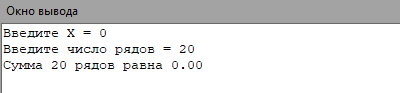 Окно вывода
Введите X = 0
Введите число рядов = 20
Сумма 20 рядов равна 0.00